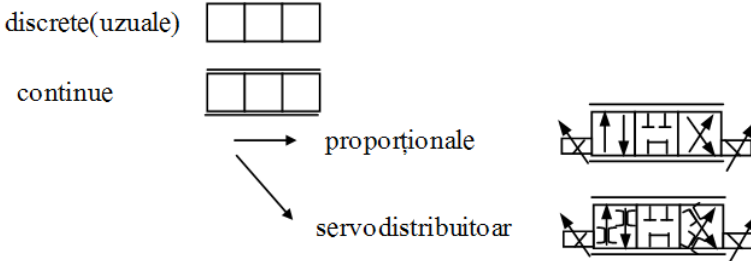 discrete(uzuale)
continue
proporționale
servodistribuitoar